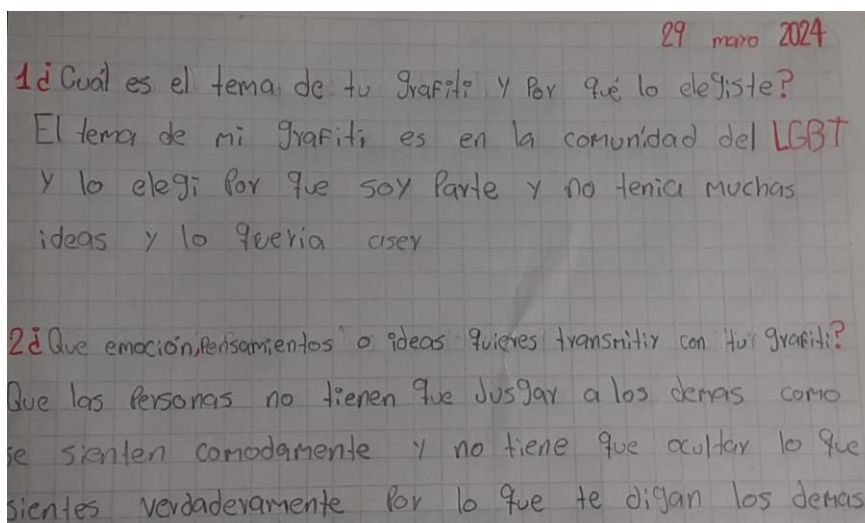 29 maro 2024
1¿Cuál es el tema de tu grafiti y Por qué lo elegiste?
El tema de mi grafiti es en la comunidad del LGBT
y lo elegi Por que soy Parte y no tenia muchas
ideas y lo queria aser
2¿Que emoción,Pensamientos o ideas quieres transmitir con tu grafiti?
Que las Personas no tienen que Jusgar a los demas como
se sienten comodamente y no tiene que ocultar lo que
sientes verdaderamente Por lo que te digan los demas